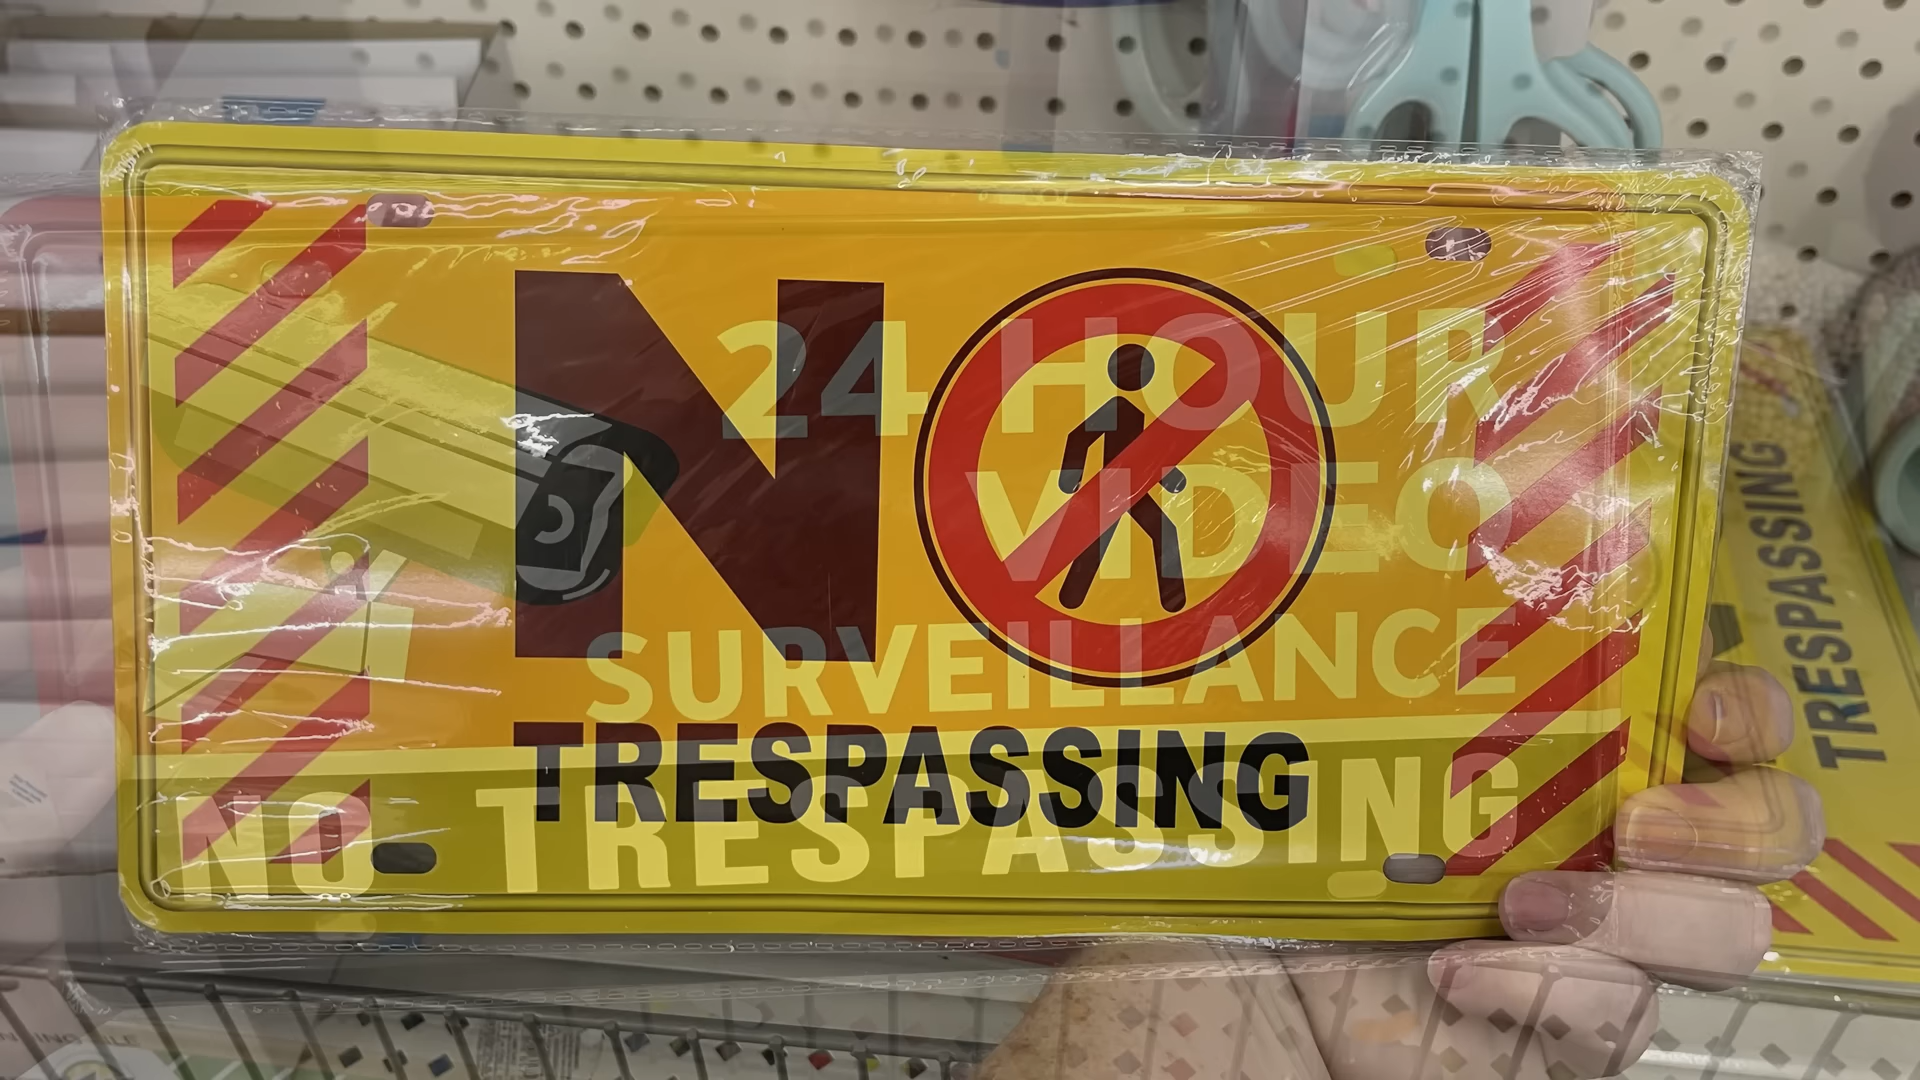 NO
TRESPASSING
24 HOUR
VIDEO
SURVEILLANCE
NO TRESPASSING
TRESPASSING